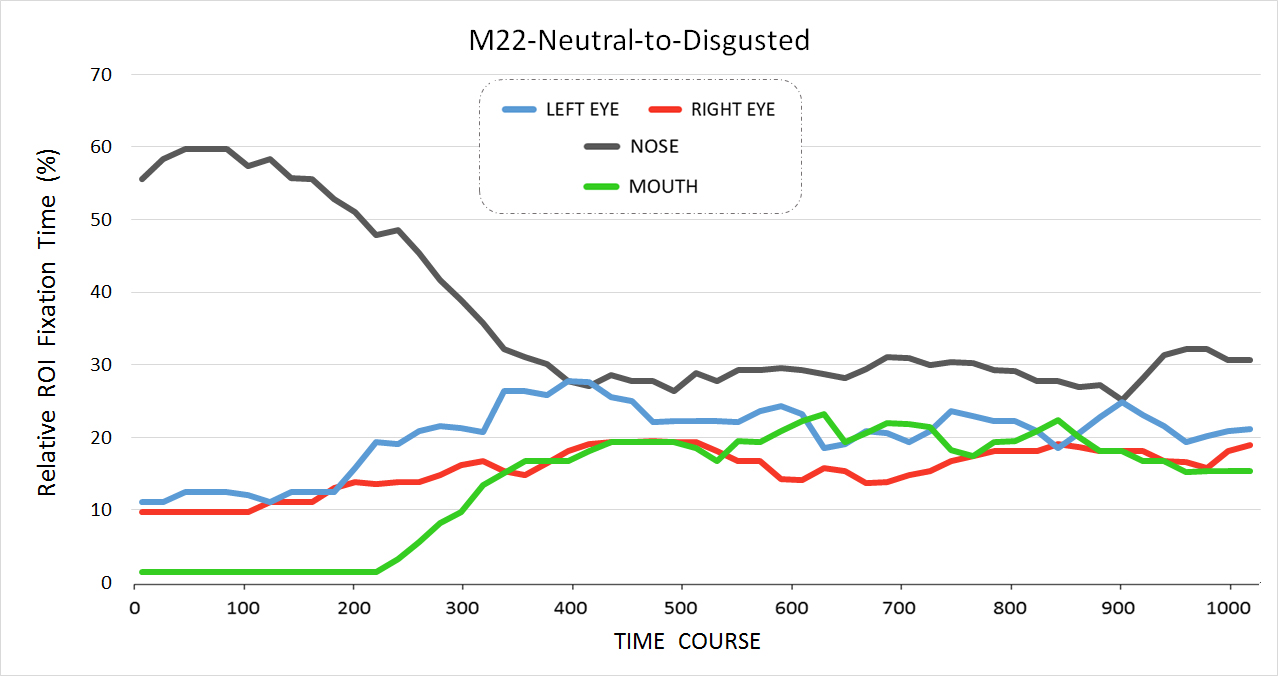 M22-Neutral-to-Disgusted
70
60
50
40
30
20
10
0
Relative ROI Fixation Time (%)
LEFT EYE RIGHT EYE
NOSE
MOUTH
0 100 200 300 400 500 600 700 800 900 1000
TIME COURSE